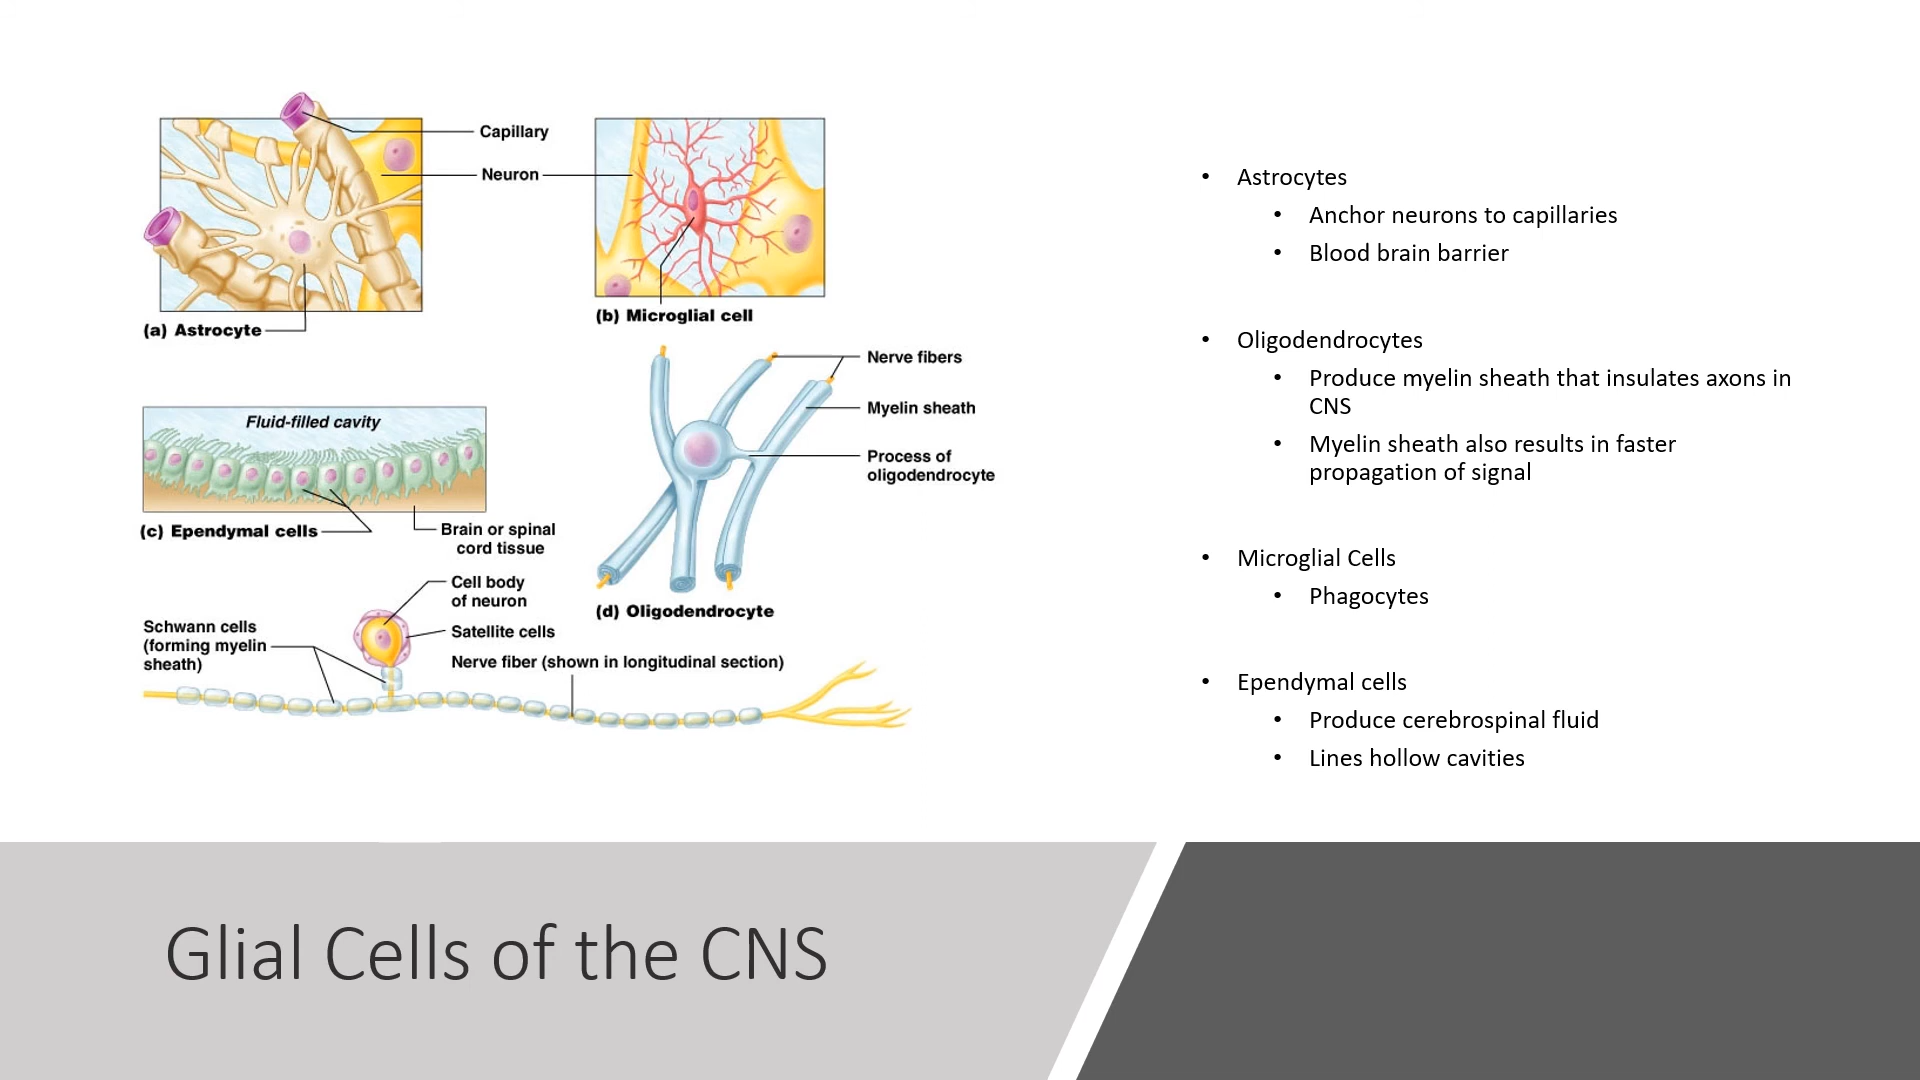 Capillary
Neuron
(a) Astrocyte
(b) Microglial cell
Fluid-filled cavity
(c) Ependymal cells
Brain or spinal
cord tissue
Nerve fibers
Myelin sheath
Process of
oligodendrocyte
(d) Oligodendrocyte
Cell body
of neuron
Satellite cells
Schwann cells
(forming myelin
sheath)
Nerve fiber (shown in longitudinal section)
• Astrocytes
• Anchor neurons to capillaries
• Blood brain barrier
• Oligodendrocytes
• Produce myelin sheath that insulates axons in
CNS
• Myelin sheath also results in faster
propagation of signal
• Microglial Cells
• Phagocytes
• Ependymal cells
• Produce cerebrospinal fluid
• Lines hollow cavities
Glial Cells of the CNS